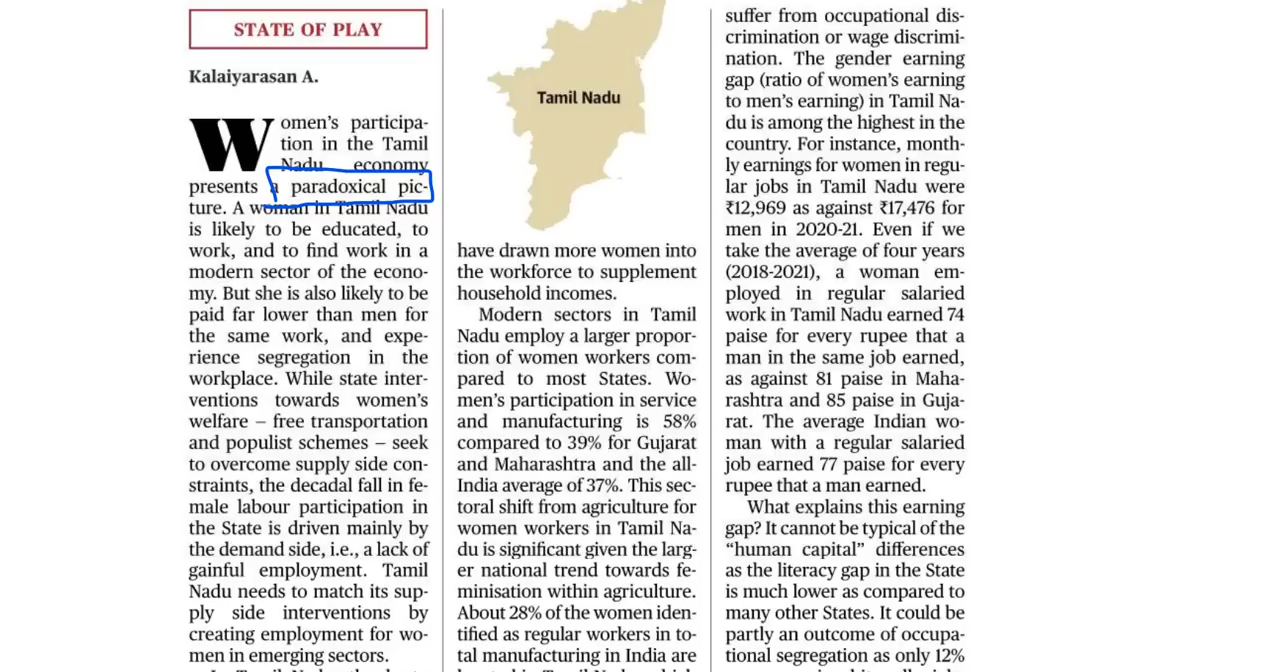 STATE OF PLAY
Kalaiyarasan A.
Women's participa-
tion in the Tamil
Nadu economy
presents a paradoxical pic-
ture. A woman in Tamil Nadu
is likely to be educated, to
work, and to find work in a
modern sector of the econo-
my. But she is also likely to be
paid far lower than men for
the same work, and expe-
rience segregation in the
workplace. While state inter-
ventions towards women's
welfare – free transportation
and populist schemes – seek
to overcome supply side con-
straints, the decadal fall in fe-
male labour participation in
the State is driven mainly by
the demand side, i.e., a lack of
gainful employment. Tamil
Nadu needs to match its sup-
ply side interventions by
creating employment for wo-
men in emerging sectors.
Tamil Nadu
have drawn more women into
the workforce to supplement
household incomes.
Modern sectors in Tamil
Nadu employ a larger propor-
tion of women workers com-
pared to most States. Wo-
men's participation in service
and manufacturing is 58%
compared to 39% for Gujarat
and Maharashtra and the all-
India average of 37%. This sec-
toral shift from agriculture for
women workers in Tamil Na-
du is significant given the larg-
er national trend towards fe-
minisation within agriculture.
About 28% of the women iden-
tified as regular workers in to-
tal manufacturing in India are
suffer from occupational dis-
crimination or wage discrimi-
nation. The gender earning
gap (ratio of women's earning
to men's earning) in Tamil Na-
du is among the highest in the
country. For instance, month-
ly earnings for women in regu-
lar jobs in Tamil Nadu were
₹12,969 as against ₹17,476 for
men in 2020-21. Even if we
take the average of four years
(2018-2021), a woman em-
ployed in regular salaried
work in Tamil Nadu earned 74
paise for every rupee that a
man in the same job earned,
as against 81 paise in Maha-
rashtra and 85 paise in Guja-
rat. The average Indian wo-
man with a regular salaried
job earned 77 paise for every
rupee that a man earned.
What explains this earning
gap? It cannot be typical of the
"human capital" differences
as the literacy gap in the State
is much lower as compared to
many other States. It could be
partly an outcome of occupa-
tional segregation as only 12%